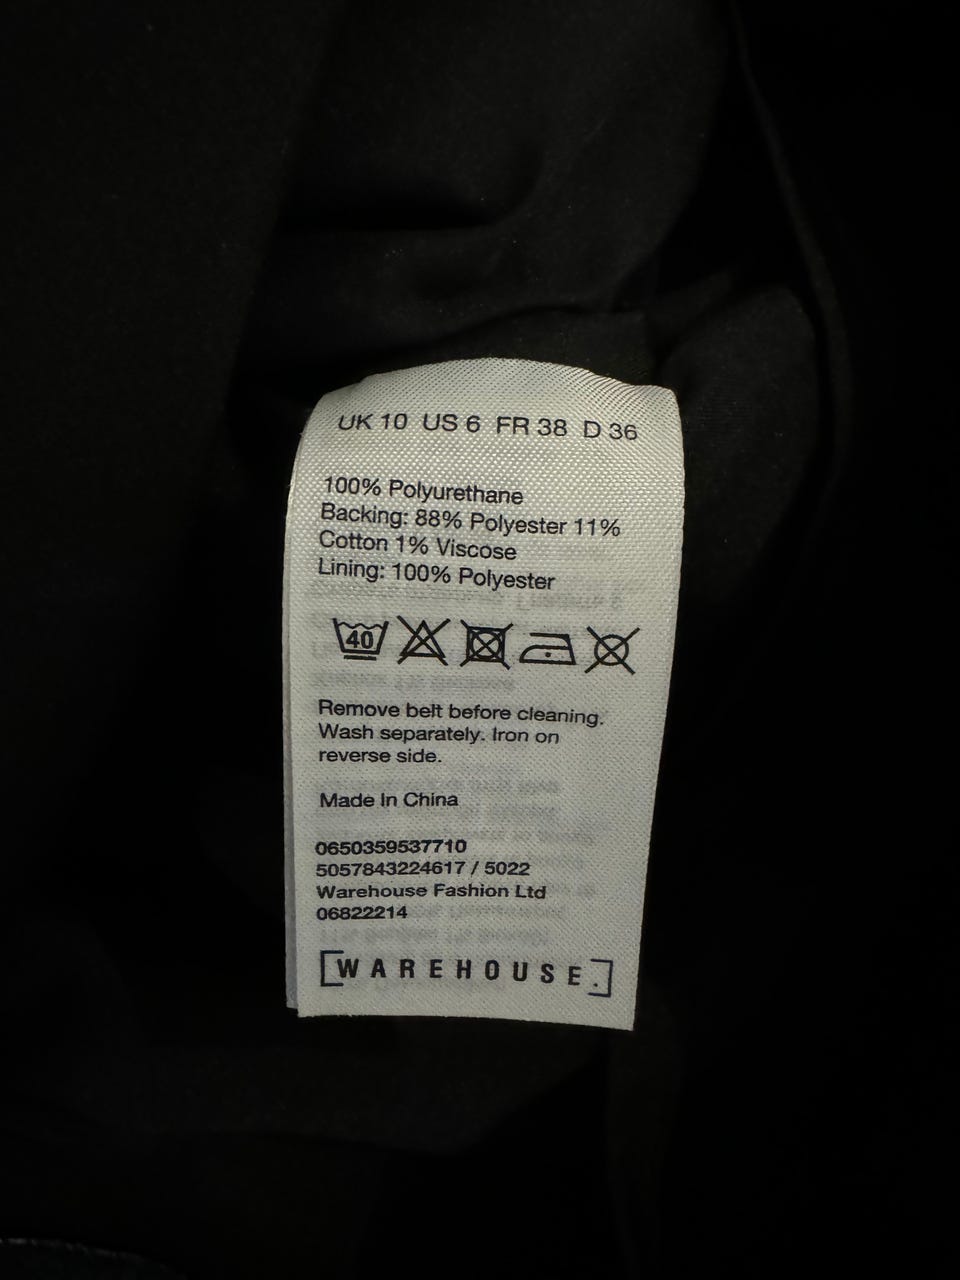 UK 10 US 6 FR 38 D 36
100% Polyurethane
Backing: 88% Polyester 11%
Cotton 1% Viscose
Lining: 100% Polyester
40
Remove belt before cleaning.
Wash separately. Iron on
reverse side.
Made In China
0650359537710
5057843224617 / 5022
Warehouse Fashion Ltd
06822214
[WAREHOUSE.]